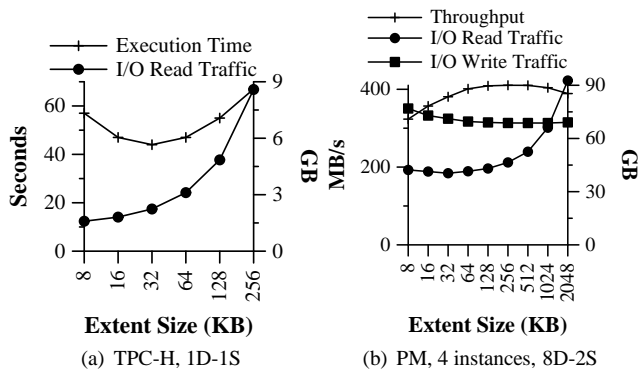 Execution Time
I/O Read Traffic
60
40
20
0
Seconds
9
6
3
0
GB
8
16
32
64
128
256
Extent Size (KB)
(a) TPC-H, 1D-1S
Throughput
I/O Read Traffic
I/O Write Traffic
400
200
0
MB/s
90
60
30
0
GB
8
16
32
64
128
256
512
1024
2048
Extent Size (KB)
(b) PM, 4 instances, 8D-2S